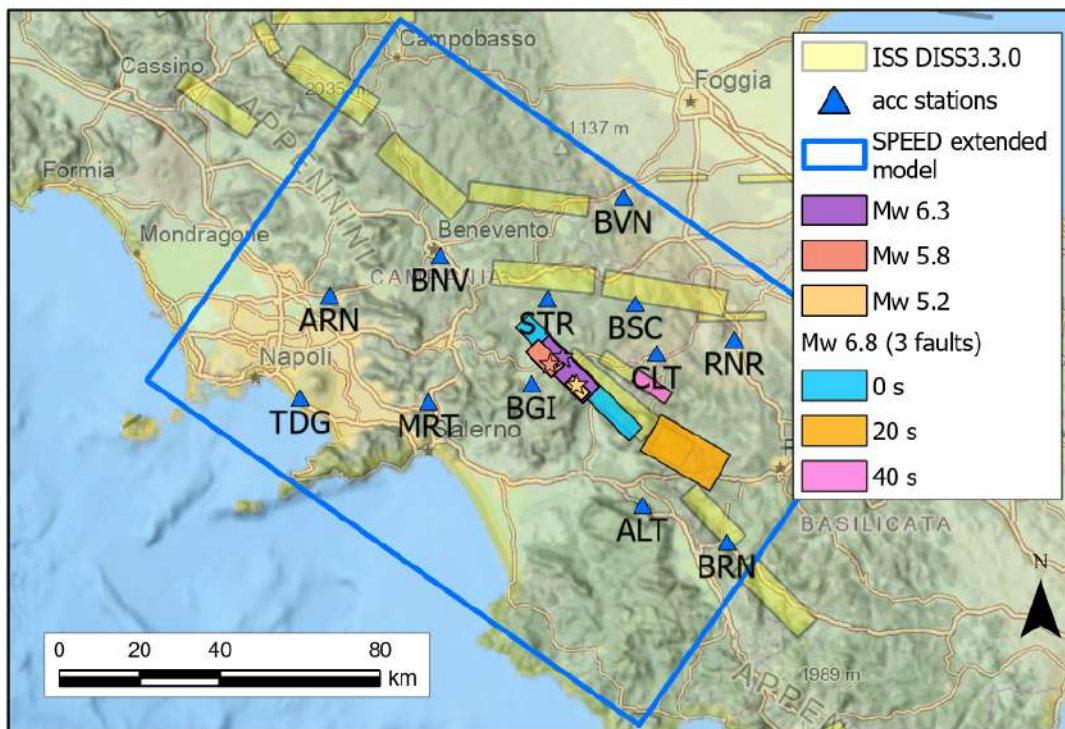 Campobasso
Cassino
2035 m
Foggia
APPENNINI
1137 m
Formia
Mondragone
Benevento
BVN
BNV
CAMPANIA
ARN
STR
BSC
RNR
Napoli
CLT
TDG
MRT
BGI
Salerno
ALT
BRN
BASILICATA
1989 m
APPEN
ISS DISS3.3.0
acc stations
SPEED extended
model
Mw 6.3
Mw 5.8
Mw 5.2
Mw 6.8 (3 faults)
0 s
20 s
40 s
N
0 20 40 80
km